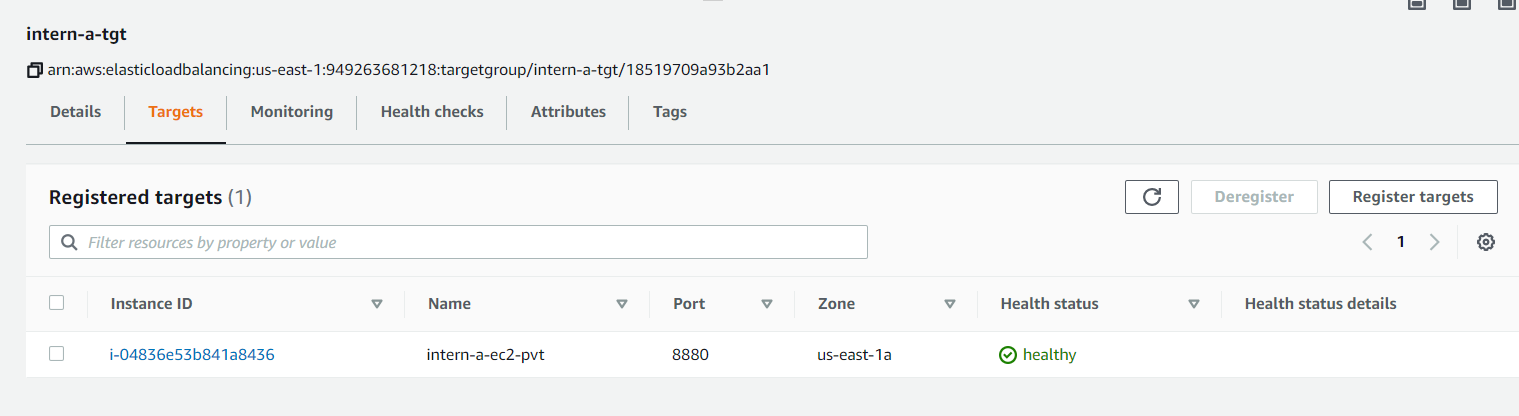 intern-a-tgt
arn:aws:elasticloadbalancing:us-east-1:949263681218:targetgroup/intern-a-tgt/18519709a93b2aa1
Details Targets Monitoring Health checks Attributes Tags
Registered targets (1) Deregister Register targets
Filter resources by property or value 1
Instance ID Name Port Zone Health status Health status details
i-04836e53b841a8436 intern-a-ec2-pvt 8880 us-east-1a healthy